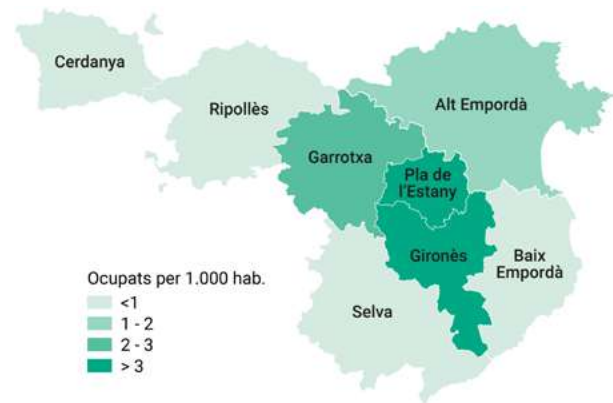 Cerdanya
Ripollès
Alt Empordà
Garrotxa
Pla de
l'Estany
Gironès
Baix
Empordà
Selva
Ocupats per 1.000 hab.
<1
1 - 2
2 - 3
> 3